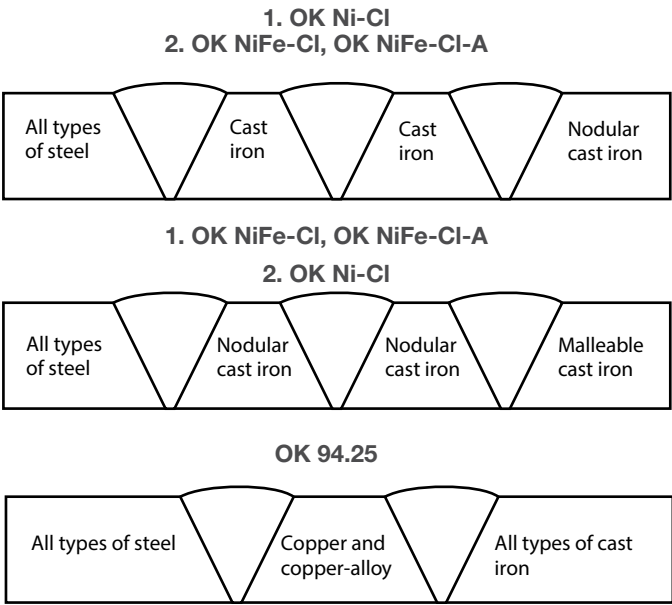 1. OK Ni-Cl
2. OK NiFe-Cl, OK NiFe-Cl-A
All types
of steel
Cast
iron
Cast
iron
Nodular
cast iron
1. OK NiFe-Cl, OK NiFe-Cl-A
2. OK Ni-Cl
All types
of steel
Nodular
cast iron
Nodular
cast iron
Malleable
cast iron
OK 94.25
All types of steel
Copper and
copper-alloy
All types of cast
iron